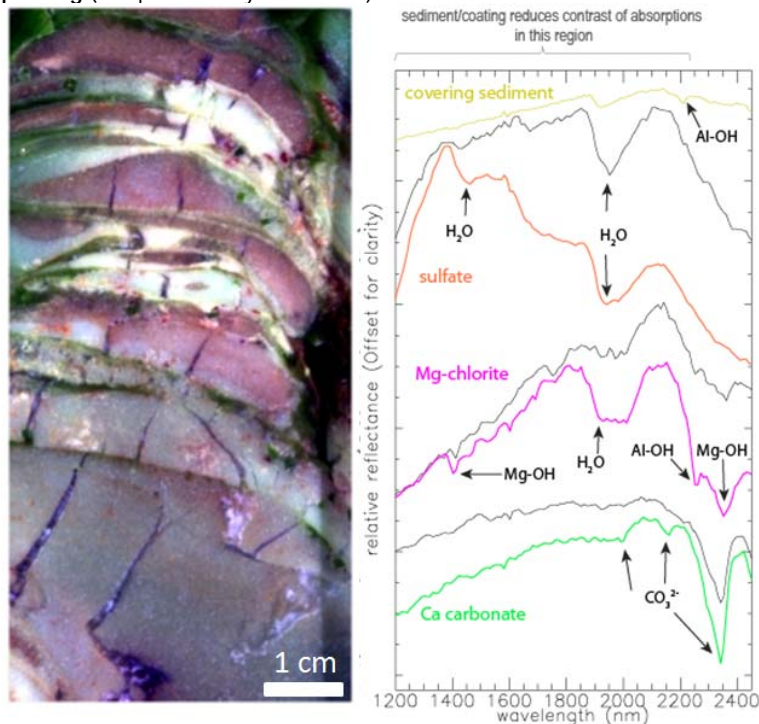 sediment/coating reduces contrast of absorptions
in this region
covering sediment
Al-OH
H2O
H2O
sulfate
Mg-chlorite
Mg-OH
H2O
Al-OH
Mg-OH
CO3 2-
Ca carbonate
relative reflectance (Offset for clarity)
1 cm
1200 1400 1600 1800 2000 2200 2400
wavelength (nm)